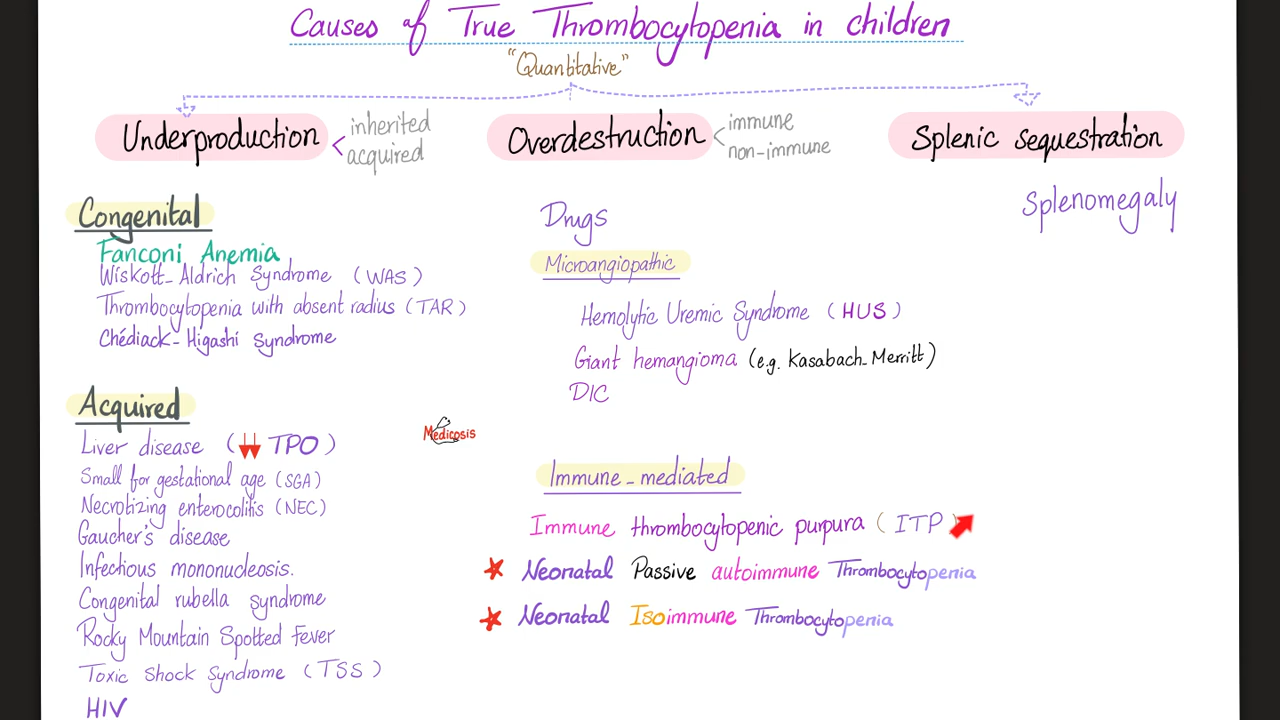 Causes of True Thrombocytopenia in children
"Quantitative"
Underproduction
inherited
acquired
Overdestruction
immune
non-immune
Splenic sequestration
Congenital
Fanconi Anemia
Wiskott-Aldrich Syndrome (WAS)
Thrombocytopenia with absent radius (TAR)
Chédiack-Higashi Syndrome
Acquired
Liver disease (↓↓ TPO)
Small for gestational age (SGA)
Necrotizing enterocolitis (NEC)
Gaucher's disease
Infectious mononucleosis.
Congenital rubella syndrome
Rocky Mountain Spotted Fever
Toxic Shock Syndrome (TSS)
HIV
Medicosis
Drugs
Microangiopathic
Hemolytic Uremic Syndrome (HUS)
Giant hemangioma (e.g. Kasabach-Merritt)
DIC
Immune-mediated
Immune thrombocytopenic purpura (ITP)
Neonatal Passive autoimmune Thrombocytopenia
Neonatal Isoimmune Thrombocytopenia
Splenomegaly